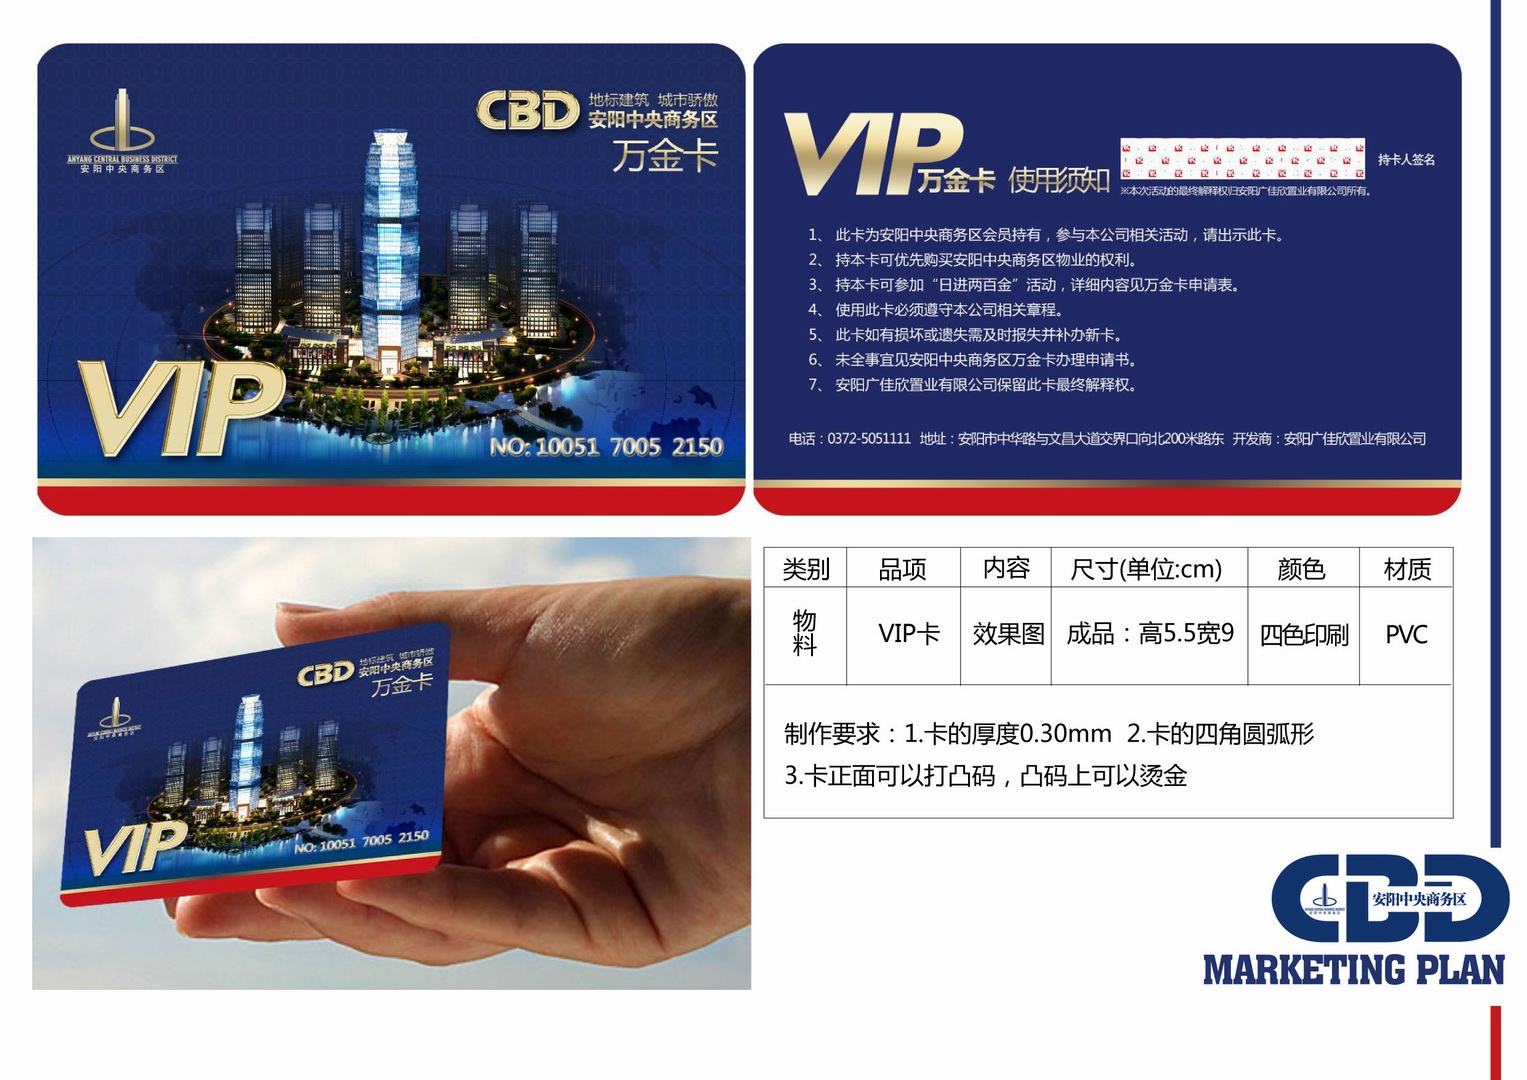 ANYANG CENTRAL BUSINESS DISTRICT
安阳中央商务区
CBD
地标建筑 城市骄傲
安阳中央商务区
万金卡
VIP
NO: 10051 7005 2150
VIP万金卡 使用须知
持卡人签名
※本次活动的最终解释权归安阳广佳欣置业有限公司所有。
1、 此卡为安阳中央商务区会员持有，参与本公司相关活动，请出示此卡。
2、 持本卡可优先购买安阳中央商务区物业的权利。
3、 持本卡可参加“日进两百金”活动，详细内容见万金卡申请表。
4、 使用此卡必须遵守本公司相关章程。
5、 此卡如有损坏或遗失需及时报失并补办新卡。
6、 未全事宜见安阳中央商务区万金卡办理申请书。
7、 安阳广佳欣置业有限公司保留此卡最终解释权。
电话：0372-5051111 地址：安阳市中华路与文昌大道交界口向北200米路东 开发商：安阳广佳欣置业有限公司
CBD
地标建筑 城市骄傲
安阳中央商务区
万金卡
VIP
NO: 10051 7005 2150
类别 品项 内容 尺寸(单位:cm) 颜色 材质
物料 VIP卡 效果图 成品：高5.5宽9 四色印刷 PVC
制作要求：1.卡的厚度0.30mm 2.卡的四角圆弧形
3.卡正面可以打凸码，凸码上可以烫金
CBD
安阳中央商务区
MARKETING PLAN